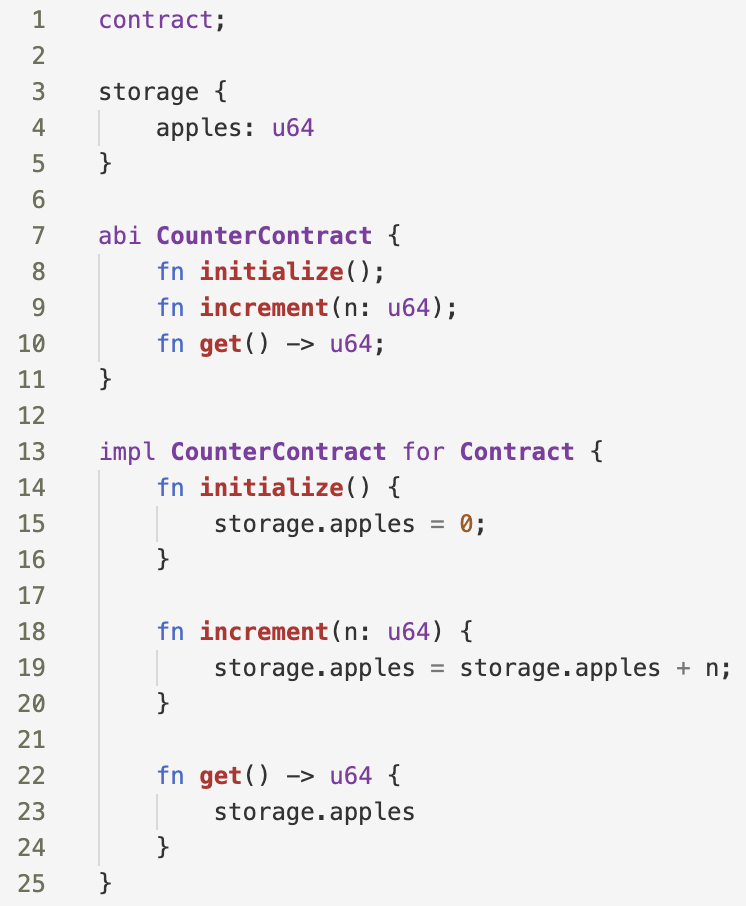 1 contract;
2
3 storage {
4     apples: u64
5 }
6
7 abi CounterContract {
8     fn initialize();
9     fn increment(n: u64);
10     fn get() -> u64;
11 }
12
13 impl CounterContract for Contract {
14     fn initialize() {
15         storage.apples = 0;
16     }
17
18     fn increment(n: u64) {
19         storage.apples = storage.apples + n;
20     }
21
22     fn get() -> u64 {
23         storage.apples
24     }
25 }